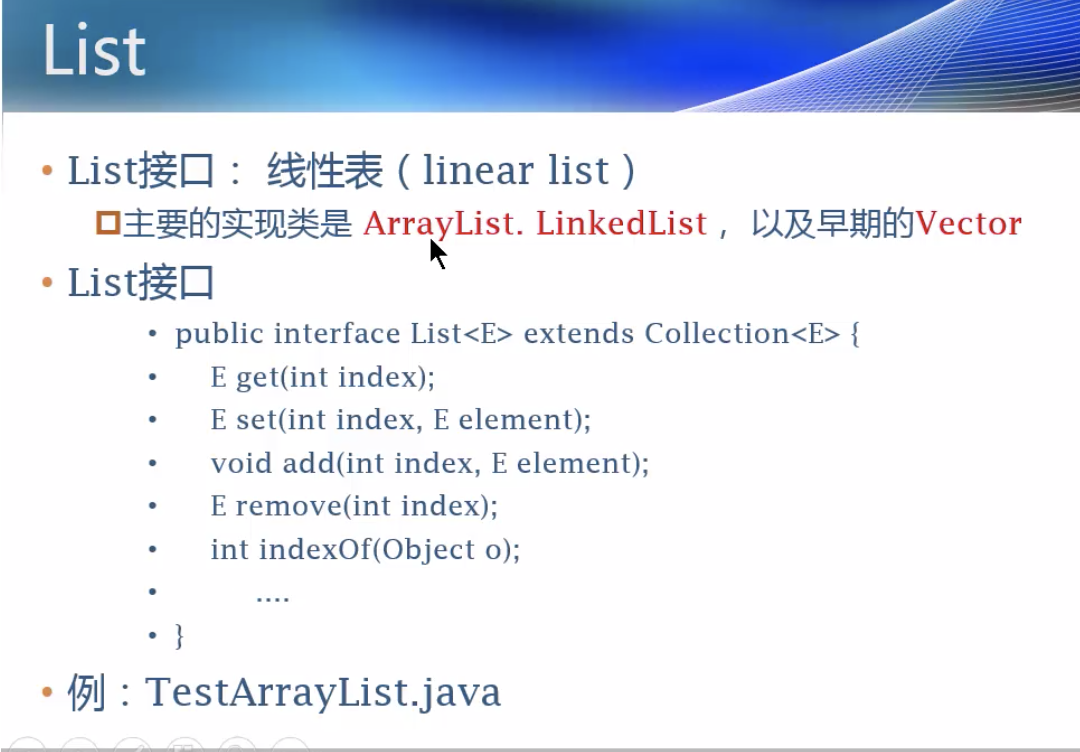 List
• List接口： 线性表（linear list）
主要的实现类是 ArrayList. LinkedList， 以及早期的Vector
• List接口
• public interface List<E> extends Collection<E> {
• E get(int index);
• E set(int index, E element);
• void add(int index, E element);
• E remove(int index);
• int indexOf(Object o);
• ....
• }
• 例：TestArrayList.java